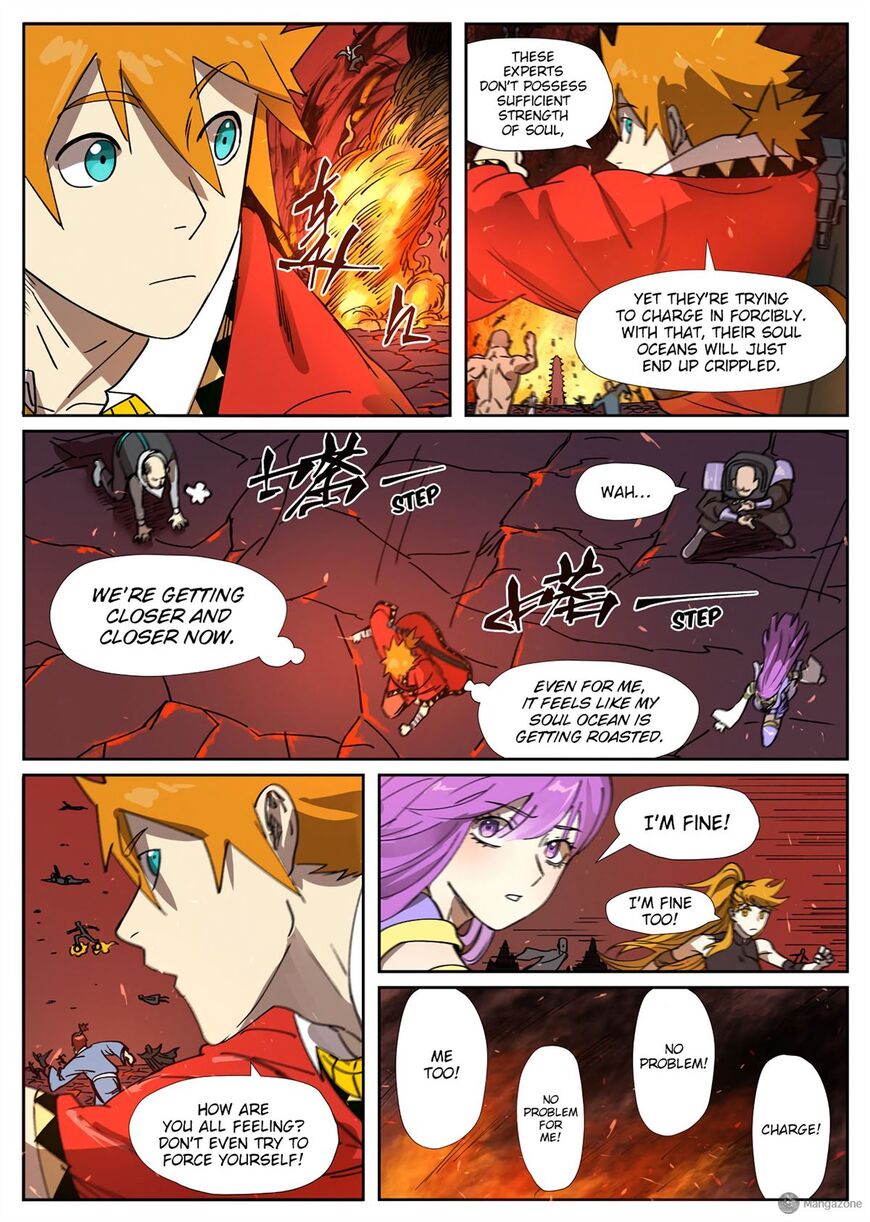 THESE
EXPERTS
DON'T POSSESS
SUFFICIENT
STRENGTH
OF SOUL,
YET THEY'RE TRYING
TO CHARGE IN FORCIBLY.
WITH THAT, THEIR SOUL
OCEANS WILL JUST
END UP CRIPPLED.
STEP
WAH...
WE'RE GETTING
CLOSER AND
CLOSER NOW.
STEP
EVEN FOR ME,
IT FEELS LIKE MY
SOUL OCEAN IS
GETTING ROASTED.
HOW ARE
YOU ALL FEELING?
DON'T EVEN TRY TO
FORCE YOURSELF!
I'M FINE!
I'M FINE
TOO!
ME
TOO!
NO
PROBLEM
FOR
ME!
NO
PROBLEM!
CHARGE!
Mangazone